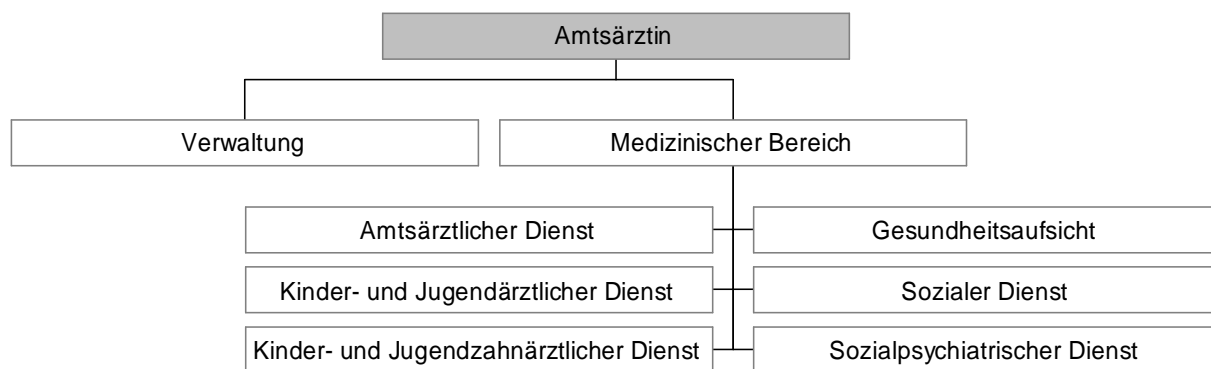 Amtsärztin
Verwaltung
Medizinischer Bereich
Amtsärztlicher Dienst
Gesundheitsaufsicht
Kinder- und Jugendärztlicher Dienst
Sozialer Dienst
Kinder- und Jugendzahnärztlicher Dienst
Sozialpsychiatrischer Dienst